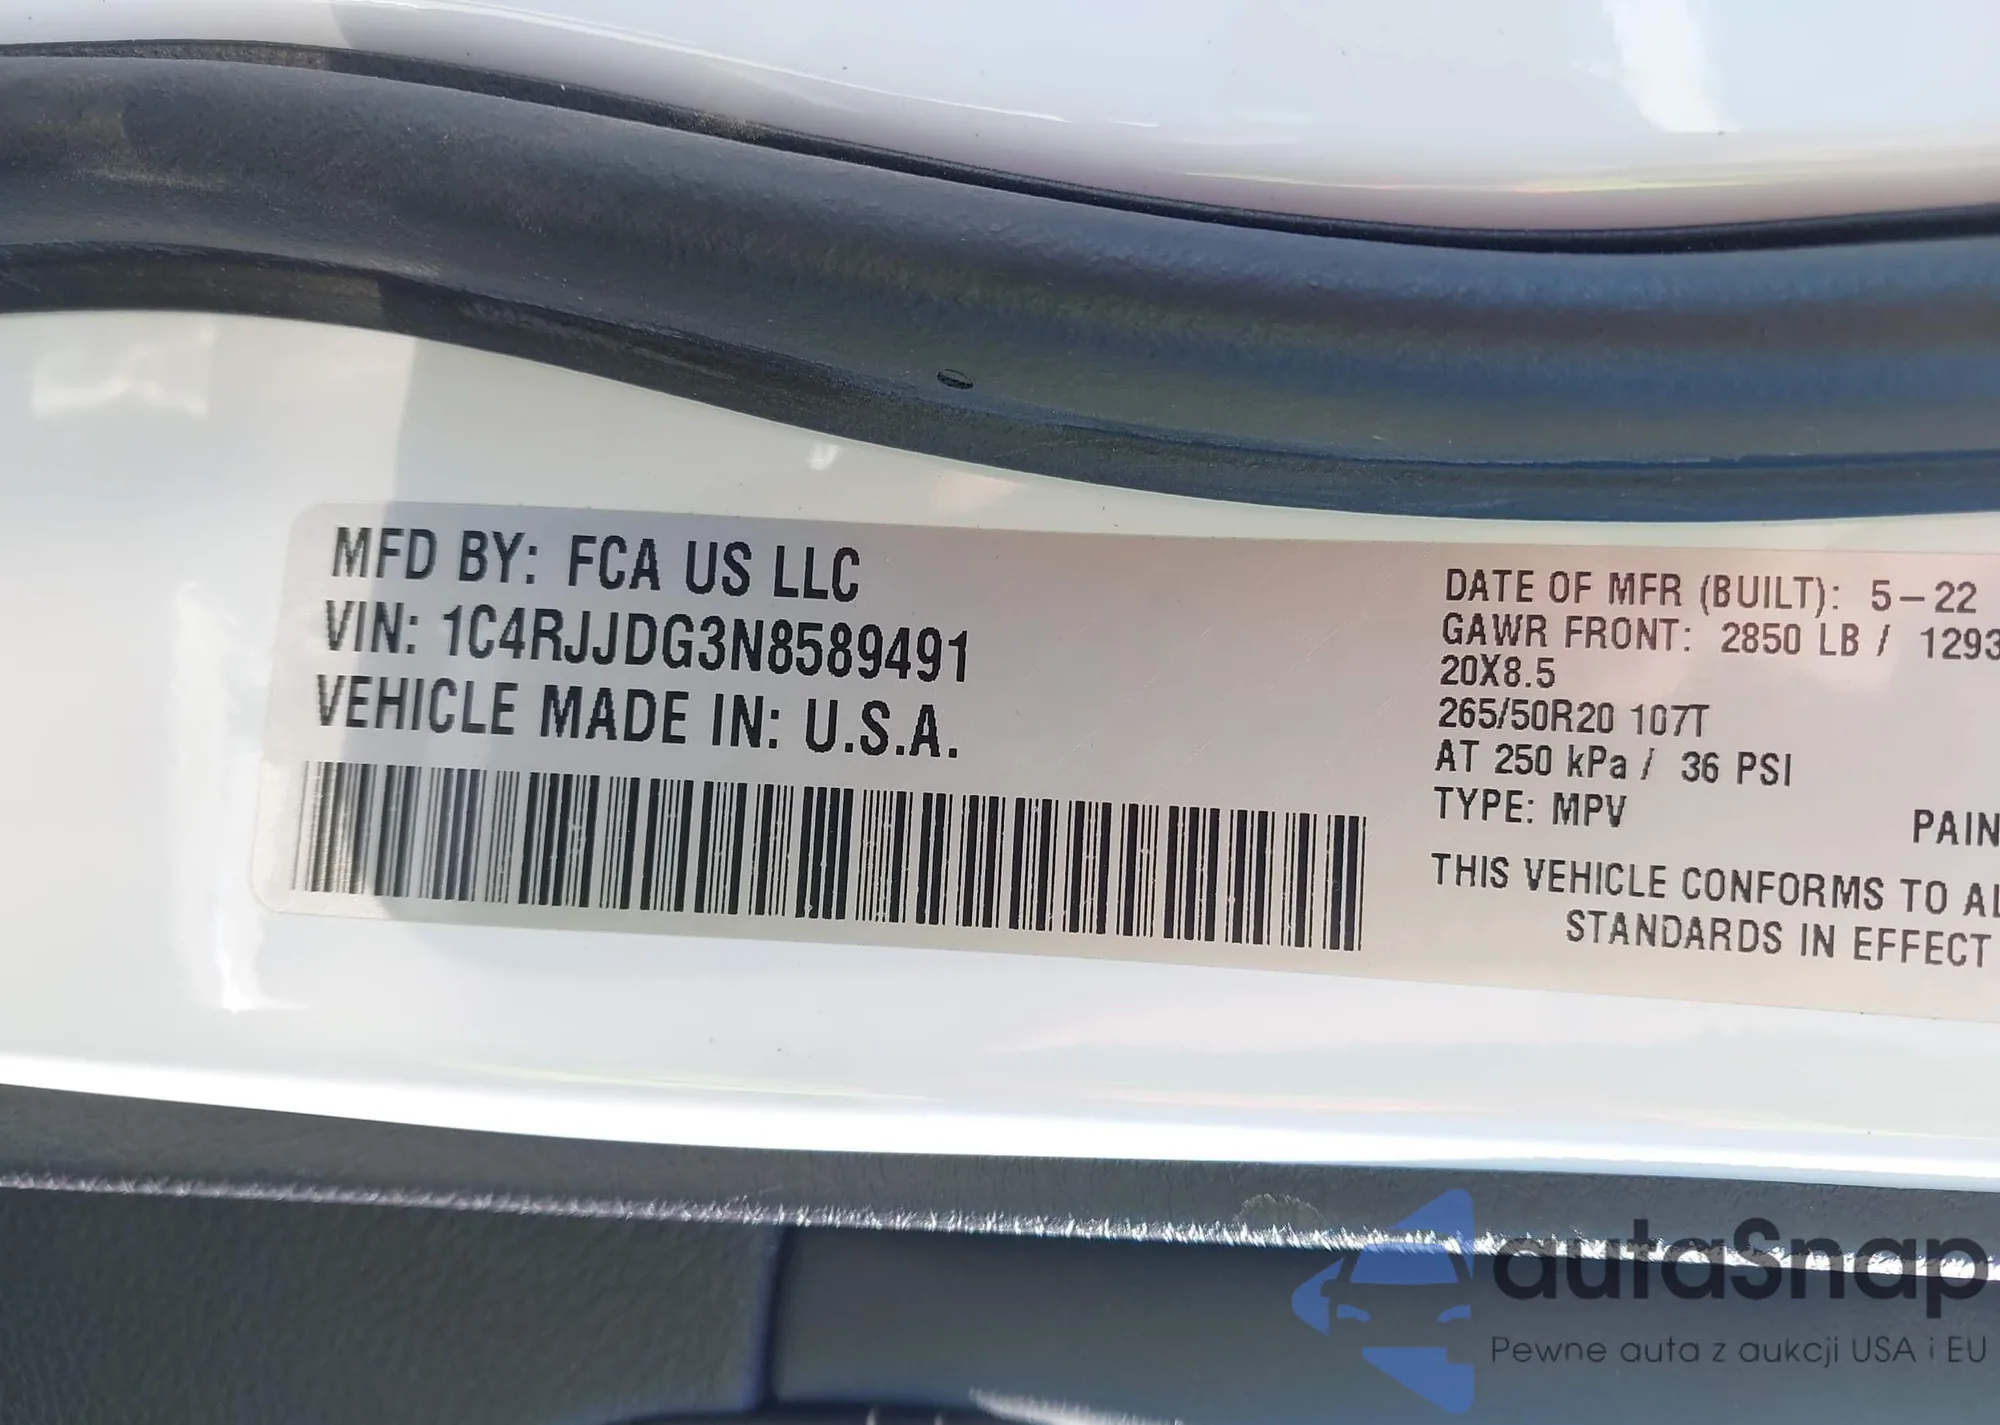 MFD BY: FCA US LLC
VIN: 1C4RJJDG3N8589491
VEHICLE MADE IN: U.S.A.
DATE OF MFR (BUILT): 5-22
GAWR FRONT: 2850 LB / 1293
20X8.5
265/50R20 107T
AT 250 kPa / 36 PSI
TYPE: MPV
PAIN
THIS VEHICLE CONFORMS TO AL
STANDARDS IN EFFECT
autaSnap
Pewne auta z aukcji USA i EU